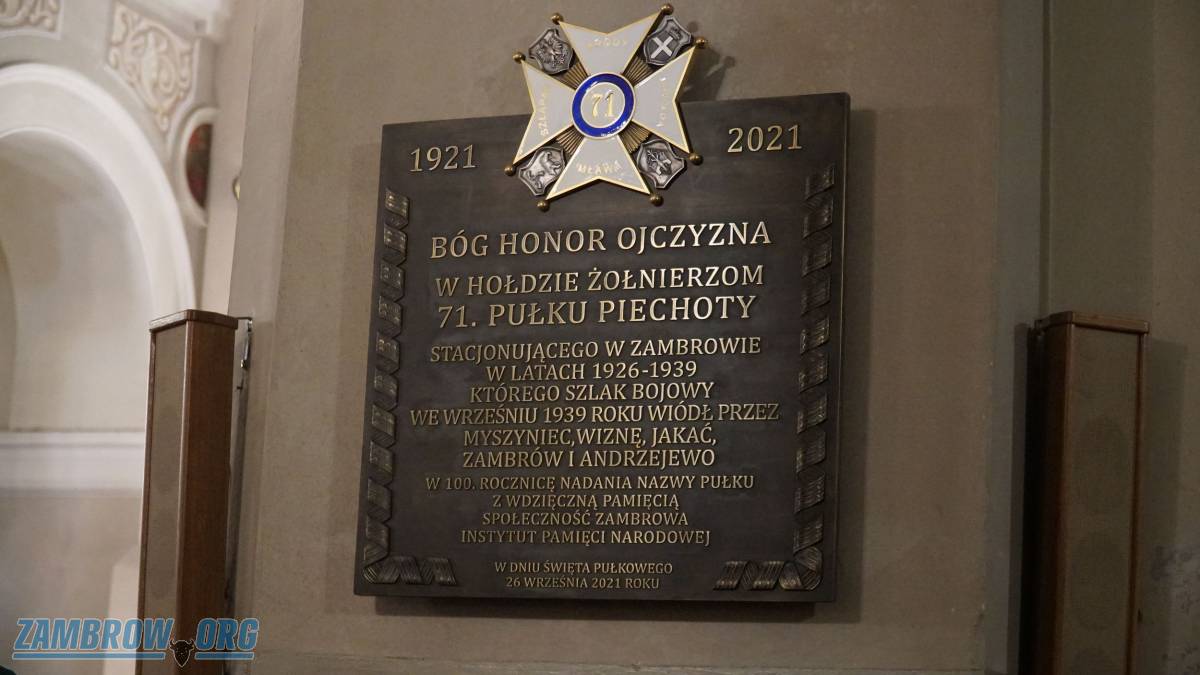 1921
2021
71
MŁAWA
BÓG HONOR OJCZYZNA
W HOŁDZIE ŻOŁNIERZOM
71. PUŁKU PIECHOTY
STACJONUJĄCEGO W ZAMBROWIE
W LATACH 1926-1939
KTÓREGO SZLAK BOJOWY
WE WRZEŚNIU 1939 ROKU WIÓDŁ PRZEZ
MYSZYNIEC,WIZNĘ, JAKAĆ,
ZAMBRÓW I ANDRZEJEWO
W 100. ROCZNICĘ NADANIA NAZWY PUŁKU
Z WDZIĘCZNĄ PAMIĘCIĄ
SPOŁECZNOŚĆ ZAMBROWA
INSTYTUT PAMIĘCI NARODOWEJ
W DNIU ŚWIĘTA PUŁKOWEGO
26 WRZEŚNIA 2021 ROKU
ZAMBROW ORG